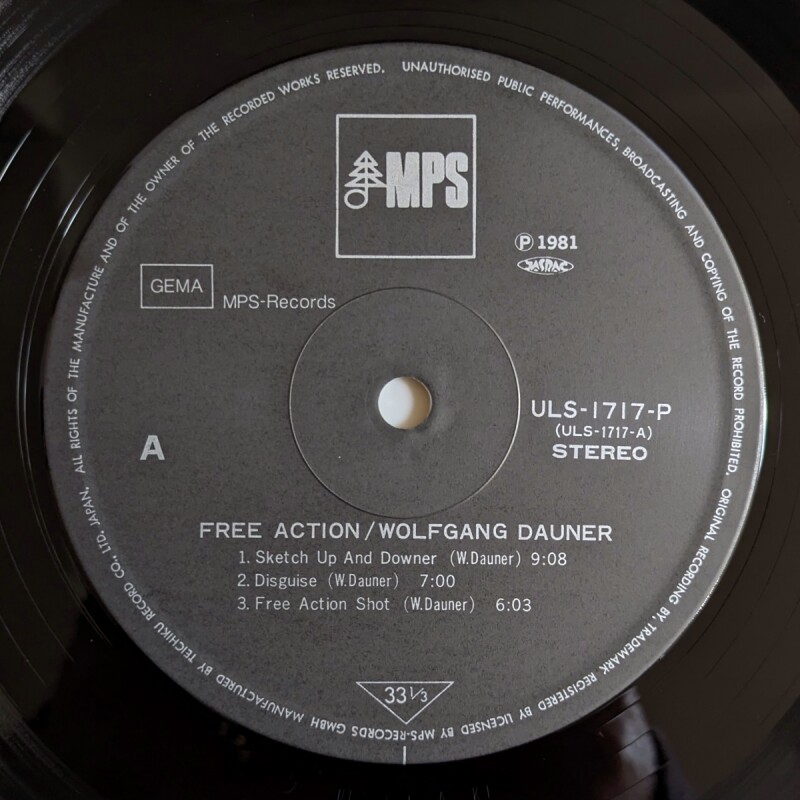 ALL RIGHTS OF THE MANUFACTURE AND OF THE OWNER OF THE RECORDED WORKS RESERVED. UNAUTHORISED PUBLIC PERFORMANCES, BROADCASTING AND COPYING OF THE RECORD PROHIBITED. ORIGINAL RECORDING BY, TRADEMARK REGISTERED BY, LICENSED BY MPS-RECORDS GMBH MANUFACTURED BY TEICHIKU RECORD CO., LTD. JAPAN.
MPS
Ⓟ 1981
JASRAC
GEMA
MPS-Records
ULS-1717-P
(ULS-1717-A)
STEREO
A
FREE ACTION/WOLFGANG DAUNER
1. Sketch Up And Downer (W.Dauner) 9:08
2. Disguise (W.Dauner) 7:00
3. Free Action Shot (W.Dauner) 6:03
33 1/3